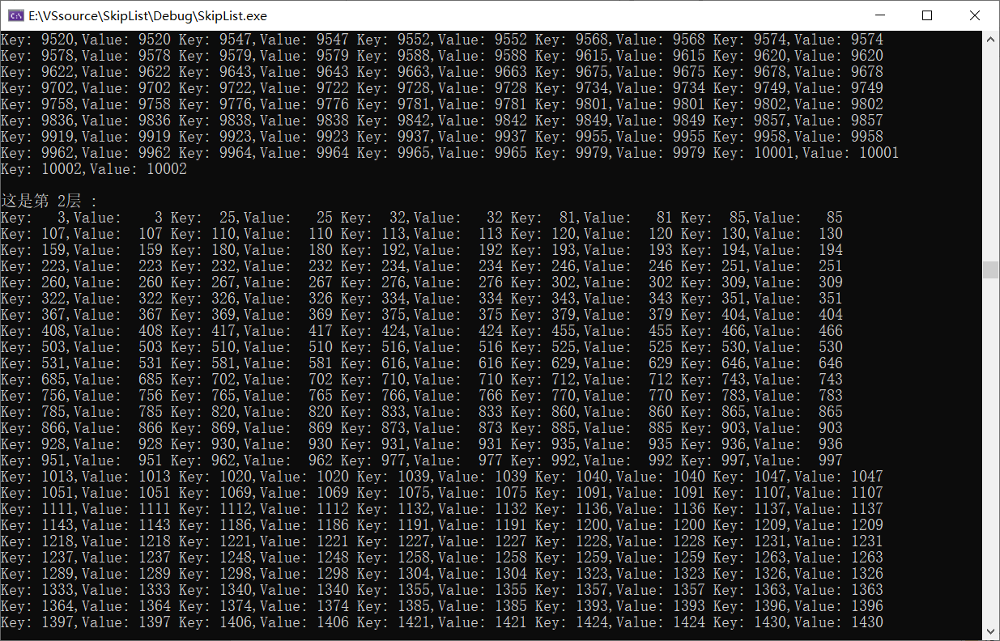 E:\VSsource\SkipList\Debug\SkipList.exe
Key: 9520,Value: 9520 Key: 9547,Value: 9547 Key: 9552,Value: 9552 Key: 9568,Value: 9568 Key: 9574,Value: 9574
Key: 9578,Value: 9578 Key: 9579,Value: 9579 Key: 9588,Value: 9588 Key: 9615,Value: 9615 Key: 9620,Value: 9620
Key: 9622,Value: 9622 Key: 9643,Value: 9643 Key: 9663,Value: 9663 Key: 9675,Value: 9675 Key: 9678,Value: 9678
Key: 9702,Value: 9702 Key: 9722,Value: 9722 Key: 9728,Value: 9728 Key: 9734,Value: 9734 Key: 9749,Value: 9749
Key: 9758,Value: 9758 Key: 9776,Value: 9776 Key: 9781,Value: 9781 Key: 9801,Value: 9801 Key: 9802,Value: 9802
Key: 9836,Value: 9836 Key: 9838,Value: 9838 Key: 9842,Value: 9842 Key: 9849,Value: 9849 Key: 9857,Value: 9857
Key: 9919,Value: 9919 Key: 9923,Value: 9923 Key: 9937,Value: 9937 Key: 9955,Value: 9955 Key: 9958,Value: 9958
Key: 9962,Value: 9962 Key: 9964,Value: 9964 Key: 9965,Value: 9965 Key: 9979,Value: 9979 Key: 10001,Value: 10001
Key: 10002,Value: 10002
这是第 2层 :
Key:   3,Value:    3 Key:  25,Value:   25 Key:  32,Value:   32 Key:  81,Value:   81 Key:  85,Value:   85
Key: 107,Value:  107 Key: 110,Value:  110 Key: 113,Value:  113 Key: 120,Value:  120 Key: 130,Value:  130
Key: 159,Value:  159 Key: 180,Value:  180 Key: 192,Value:  192 Key: 193,Value:  193 Key: 194,Value:  194
Key: 223,Value:  223 Key: 232,Value:  232 Key: 234,Value:  234 Key: 246,Value:  246 Key: 251,Value:  251
Key: 260,Value:  260 Key: 267,Value:  267 Key: 276,Value:  276 Key: 302,Value:  302 Key: 309,Value:  309
Key: 322,Value:  322 Key: 326,Value:  326 Key: 334,Value:  334 Key: 343,Value:  343 Key: 351,Value:  351
Key: 367,Value:  367 Key: 369,Value:  369 Key: 375,Value:  375 Key: 379,Value:  379 Key: 404,Value:  404
Key: 408,Value:  408 Key: 417,Value:  417 Key: 424,Value:  424 Key: 455,Value:  455 Key: 466,Value:  466
Key: 503,Value:  503 Key: 510,Value:  510 Key: 516,Value:  516 Key: 525,Value:  525 Key: 530,Value:  530
Key: 531,Value:  531 Key: 581,Value:  581 Key: 616,Value:  616 Key: 629,Value:  629 Key: 646,Value:  646
Key: 685,Value:  685 Key: 702,Value:  702 Key: 710,Value:  710 Key: 712,Value:  712 Key: 743,Value:  743
Key: 756,Value:  756 Key: 765,Value:  765 Key: 766,Value:  766 Key: 770,Value:  770 Key: 783,Value:  783
Key: 785,Value:  785 Key: 820,Value:  820 Key: 833,Value:  833 Key: 860,Value:  860 Key: 865,Value:  865
Key: 866,Value:  866 Key: 869,Value:  869 Key: 873,Value:  873 Key: 885,Value:  885 Key: 903,Value:  903
Key: 928,Value:  928 Key: 930,Value:  930 Key: 931,Value:  931 Key: 935,Value:  935 Key: 936,Value:  936
Key: 951,Value:  951 Key: 962,Value:  962 Key: 977,Value:  977 Key: 992,Value:  992 Key: 997,Value:  997
Key: 1013,Value: 1013 Key: 1020,Value: 1020 Key: 1039,Value: 1039 Key: 1040,Value: 1040 Key: 1047,Value: 1047
Key: 1051,Value: 1051 Key: 1069,Value: 1069 Key: 1075,Value: 1075 Key: 1091,Value: 1091 Key: 1107,Value: 1107
Key: 1111,Value: 1111 Key: 1112,Value: 1112 Key: 1132,Value: 1132 Key: 1136,Value: 1136 Key: 1137,Value: 1137
Key: 1143,Value: 1143 Key: 1186,Value: 1186 Key: 1191,Value: 1191 Key: 1200,Value: 1200 Key: 1209,Value: 1209
Key: 1218,Value: 1218 Key: 1221,Value: 1221 Key: 1227,Value: 1227 Key: 1228,Value: 1228 Key: 1231,Value: 1231
Key: 1237,Value: 1237 Key: 1248,Value: 1248 Key: 1258,Value: 1258 Key: 1259,Value: 1259 Key: 1263,Value: 1263
Key: 1289,Value: 1289 Key: 1298,Value: 1298 Key: 1304,Value: 1304 Key: 1323,Value: 1323 Key: 1326,Value: 1326
Key: 1333,Value: 1333 Key: 1340,Value: 1340 Key: 1355,Value: 1355 Key: 1357,Value: 1357 Key: 1363,Value: 1363
Key: 1364,Value: 1364 Key: 1374,Value: 1374 Key: 1385,Value: 1385 Key: 1393,Value: 1393 Key: 1396,Value: 1396
Key: 1397,Value: 1397 Key: 1406,Value: 1406 Key: 1421,Value: 1421 Key: 1424,Value: 1424 Key: 1430,Value: 1430